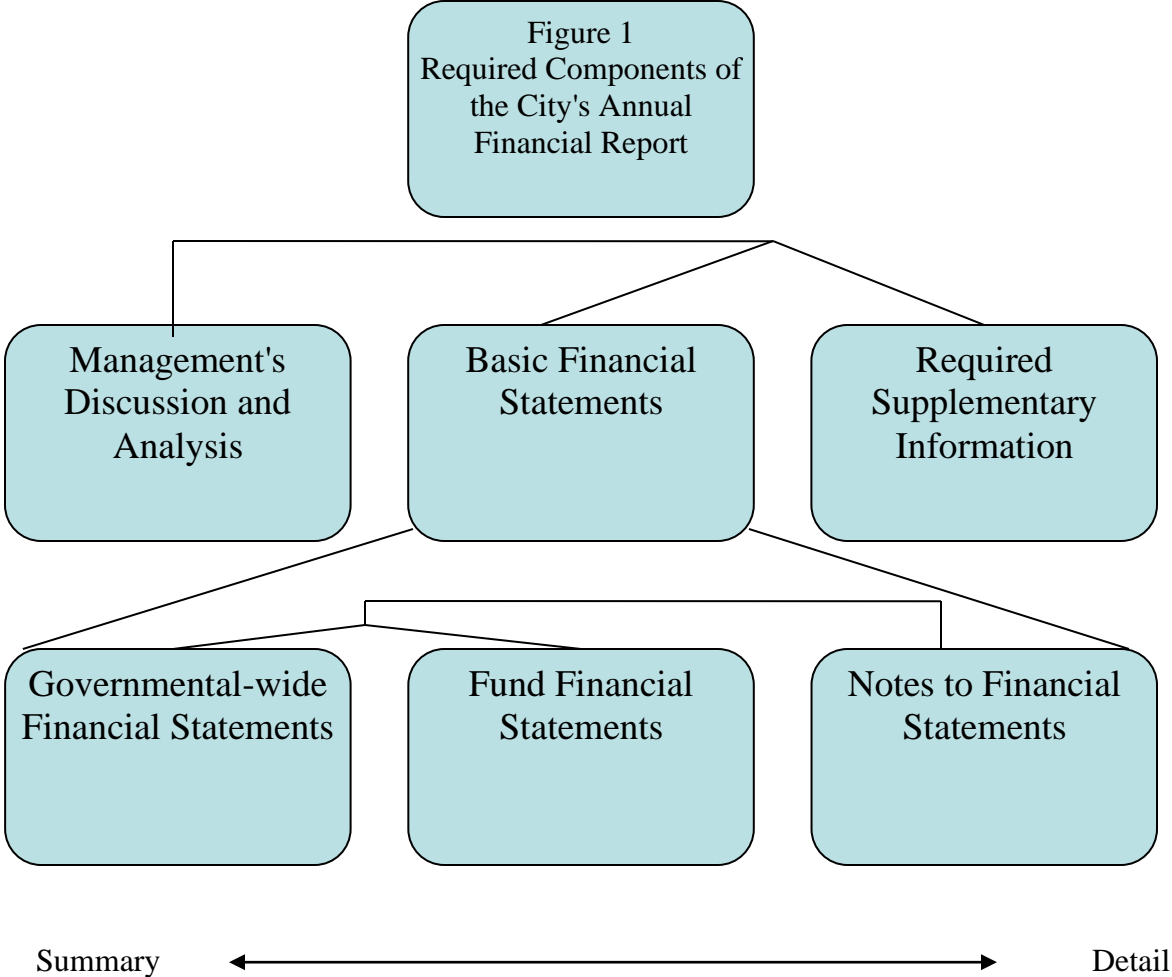 Figure 1
Required Components of
the City's Annual
Financial Report
Management's
Discussion and
Analysis
Basic Financial
Statements
Required
Supplementary
Information
Governmental-wide
Financial Statements
Fund Financial
Statements
Notes to Financial
Statements
Summary
Detail